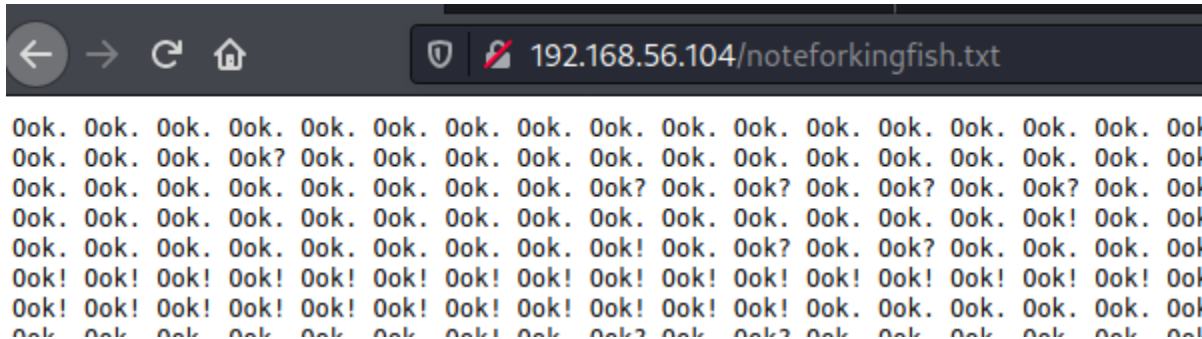 192.168.56.104/noteforkingfish.txt
Ook. Ook. Ook. Ook. Ook. Ook. Ook. Ook. Ook. Ook. Ook. Ook. Ook. Ook. Ook. Ook.
Ook. Ook. Ook. Ook? Ook. Ook. Ook. Ook. Ook. Ook. Ook. Ook. Ook. Ook. Ook. Ook.
Ook. Ook. Ook. Ook. Ook. Ook. Ook. Ook. Ook? Ook. Ook? Ook. Ook? Ook. Ook? Ook.
Ook. Ook. Ook. Ook. Ook. Ook. Ook. Ook. Ook. Ook. Ook. Ook. Ook. Ook. Ook! Ook.
Ook. Ook. Ook. Ook. Ook. Ook. Ook. Ook. Ook! Ook. Ook? Ook. Ook? Ook. Ook. Ook.
Ook! Ook! Ook! Ook! Ook! Ook! Ook! Ook! Ook! Ook! Ook! Ook! Ook! Ook! Ook! Ook!
Ook! Ook! Ook! Ook! Ook! Ook! Ook! Ook! Ook! Ook! Ook! Ook. Ook. Ook. Ook. Ook.